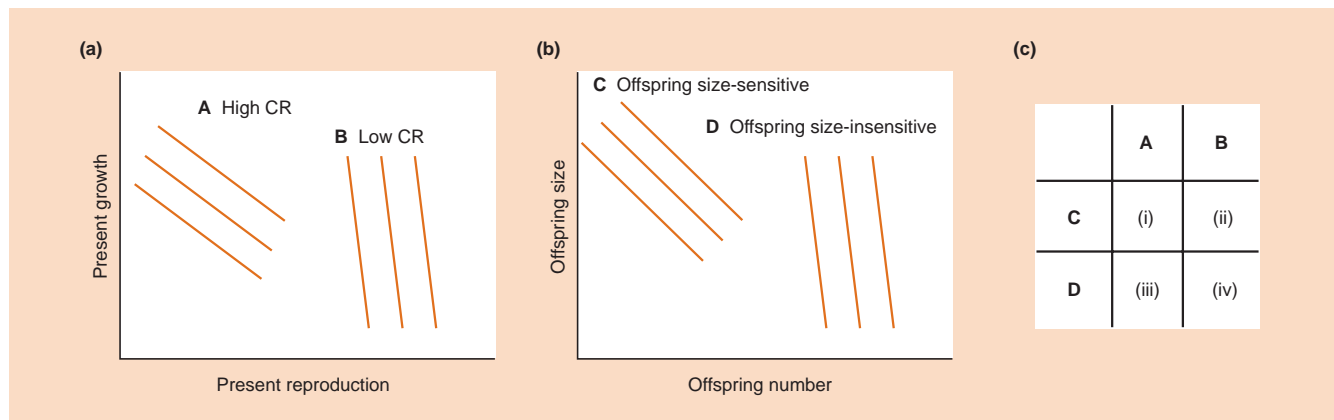 (a)
A High CR
B Low CR
Present growth
Present reproduction
(b)
C Offspring size-sensitive
D Offspring size-insensitive
Offspring size
Offspring number
(c)
A B
C (i) (ii)
D (iii) (iv)